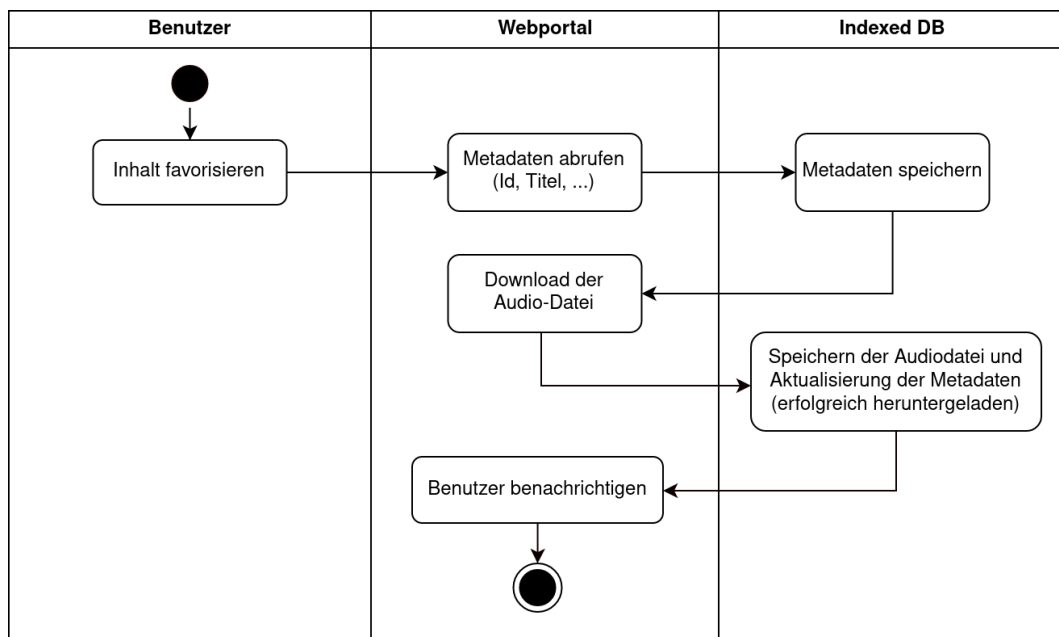 Benutzer
Webportal
Indexed DB
Inhalt favorisieren
Metadaten abrufen
(Id, Titel, ...)
Metadaten speichern
Download der
Audio-Datei
Speichern der Audiodatei und
Aktualisierung der Metadaten
(erfolgreich heruntergeladen)
Benutzer benachrichtigen